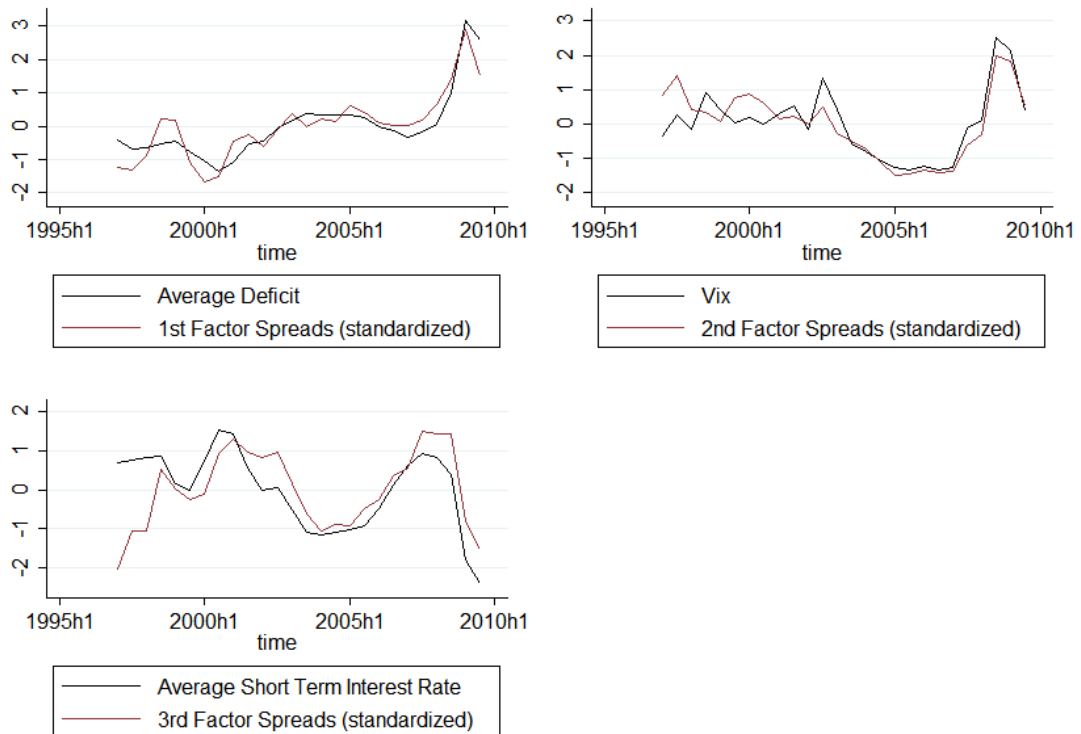 3
2
1
0
-1
-2
1995h1 2000h1 2005h1 2010h1
time
Average Deficit
1st Factor Spreads (standardized)
3
2
1
0
-1
-2
1995h1 2000h1 2005h1 2010h1
time
Vix
2nd Factor Spreads (standardized)
2
1
0
-1
-2
1995h1 2000h1 2005h1 2010h1
time
Average Short Term Interest Rate
3rd Factor Spreads (standardized)